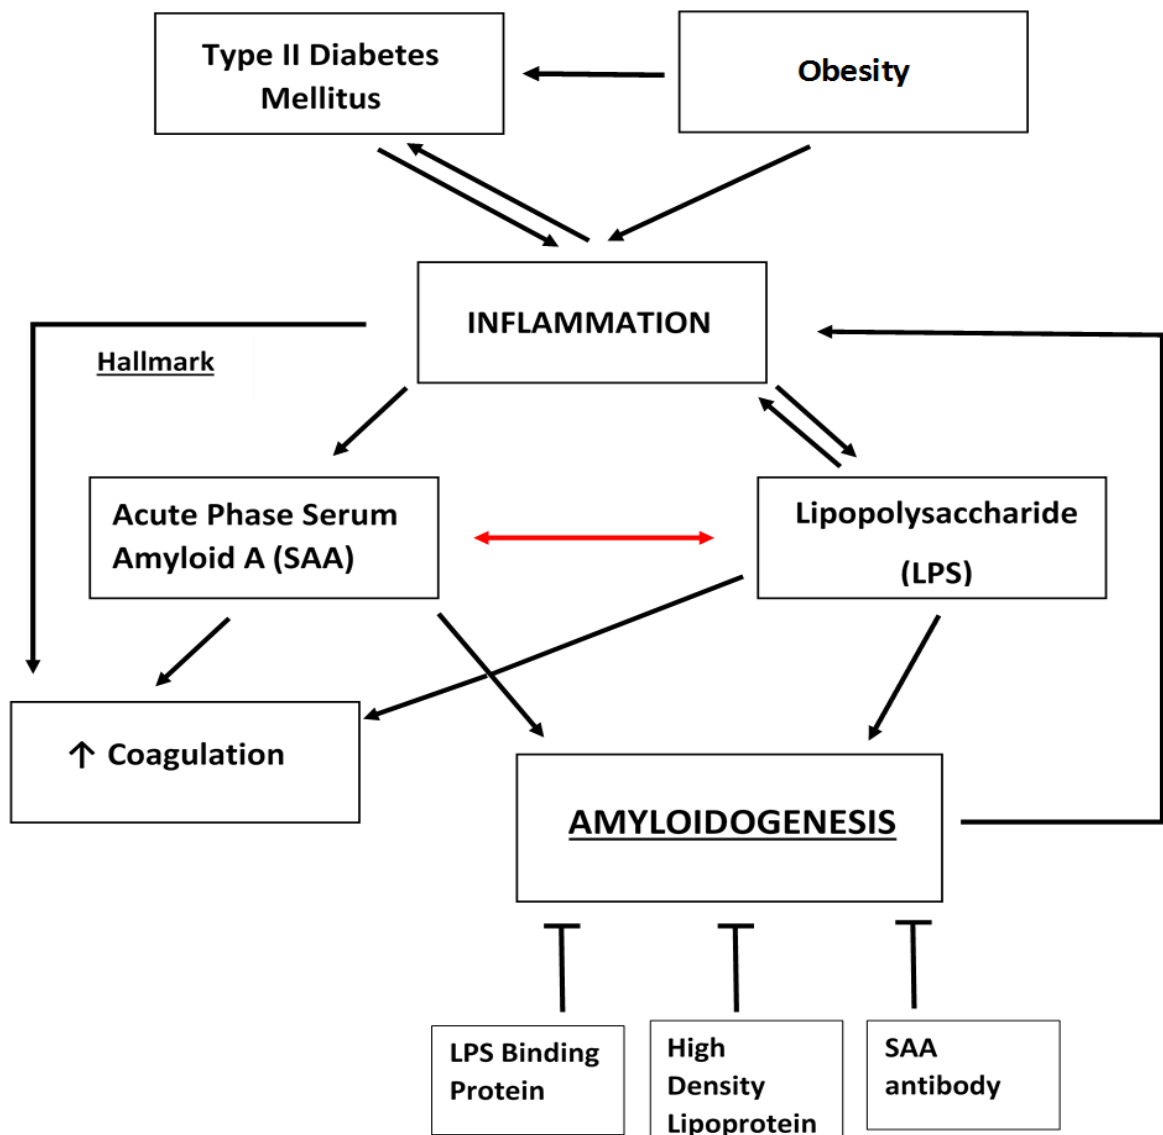 Type II Diabetes
Mellitus
Obesity
INFLAMMATION
Hallmark
Acute Phase Serum
Amyloid A (SAA)
Lipopolysaccharide
(LPS)
↑ Coagulation
AMYLOIDOGENESIS
LPS Binding
Protein
High
Density
Lipoprotein
SAA
antibody